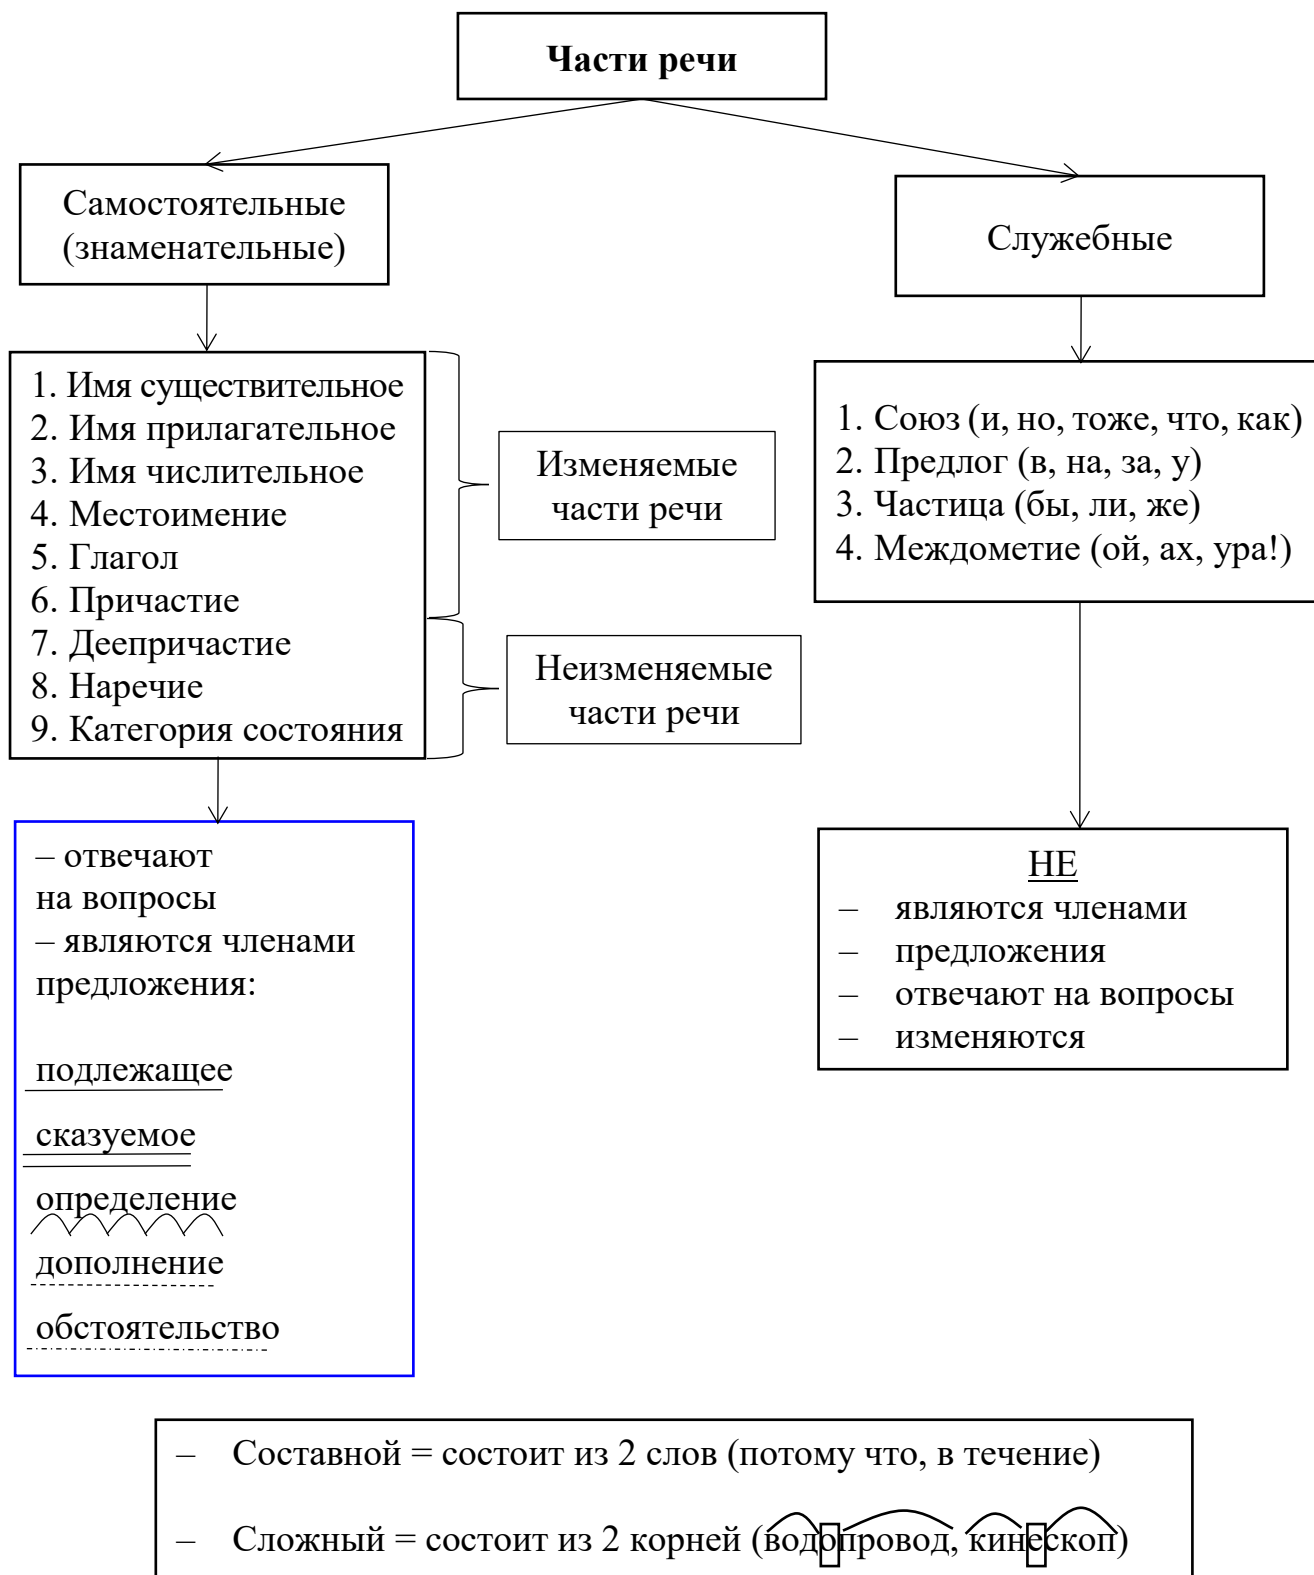 Части речи
Самостоятельные
(знаменательные)
Служебные
1. Имя существительное
2. Имя прилагательное
3. Имя числительное
4. Местоимение
5. Глагол
6. Причастие
7. Деепричастие
8. Наречие
9. Категория состояния
Изменяемые
части речи
Неизменяемые
части речи
1. Союз (и, но, тоже, что, как)
2. Предлог (в, на, за, у)
3. Частица (бы, ли, же)
4. Междометие (ой, ах, ура!)
– отвечают
на вопросы
– являются членами
предложения:
подлежащее
сказуемое
определение
дополнение
обстоятельство
НЕ
– являются членами
– предложения
– отвечают на вопросы
– изменяются
– Составной = состоит из 2 слов (потому что, в течение)
– Сложный = состоит из 2 корней (водопровод, кинескоп)